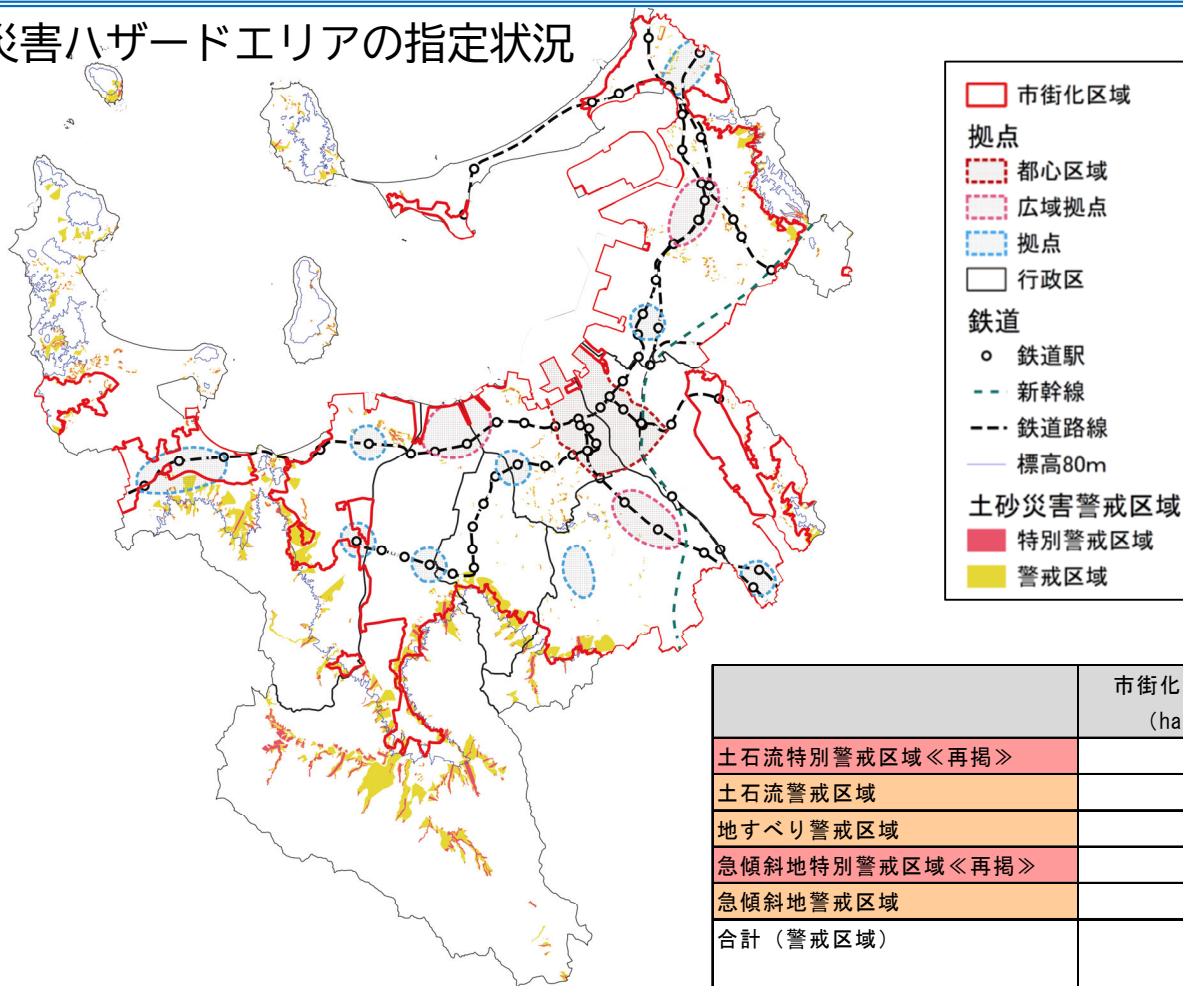 災害ハザードエリアの指定状況
市街化区域
拠点
都心区域
広域拠点
拠点
行政区
鉄道
鉄道駅
新幹線
鉄道路線
標高80m
土砂災害警戒区域
特別警戒区域
警戒区域
市街化
（ha
土石流特別警戒区域≪再掲≫
土石流警戒区域
地すべり警戒区域
急傾斜地特別警戒区域≪再掲≫
急傾斜地警戒区域
合計（警戒区域）